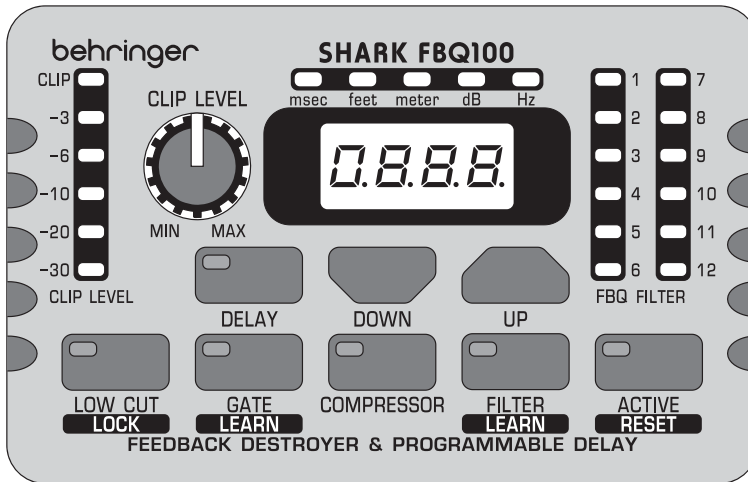 behringer
SHARK FBQ100
msec feet meter dB Hz
CLIP
-3
-6
-10
-20
-30
CLIP LEVEL
CLIP LEVEL
MIN MAX
0.8.8.8.
1 7
2 8
3 9
4 10
5 11
6 12
FBQ FILTER
DELAY DOWN UP
LOW CUT GATE COMPRESSOR FILTER ACTIVE
LOCK LEARN LEARN RESET
FEEDBACK DESTROYER & PROGRAMMABLE DELAY